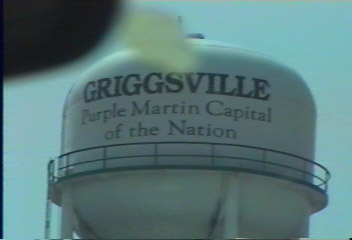 GRIGGSVILLE
Purple Martin Capital
of the Nation